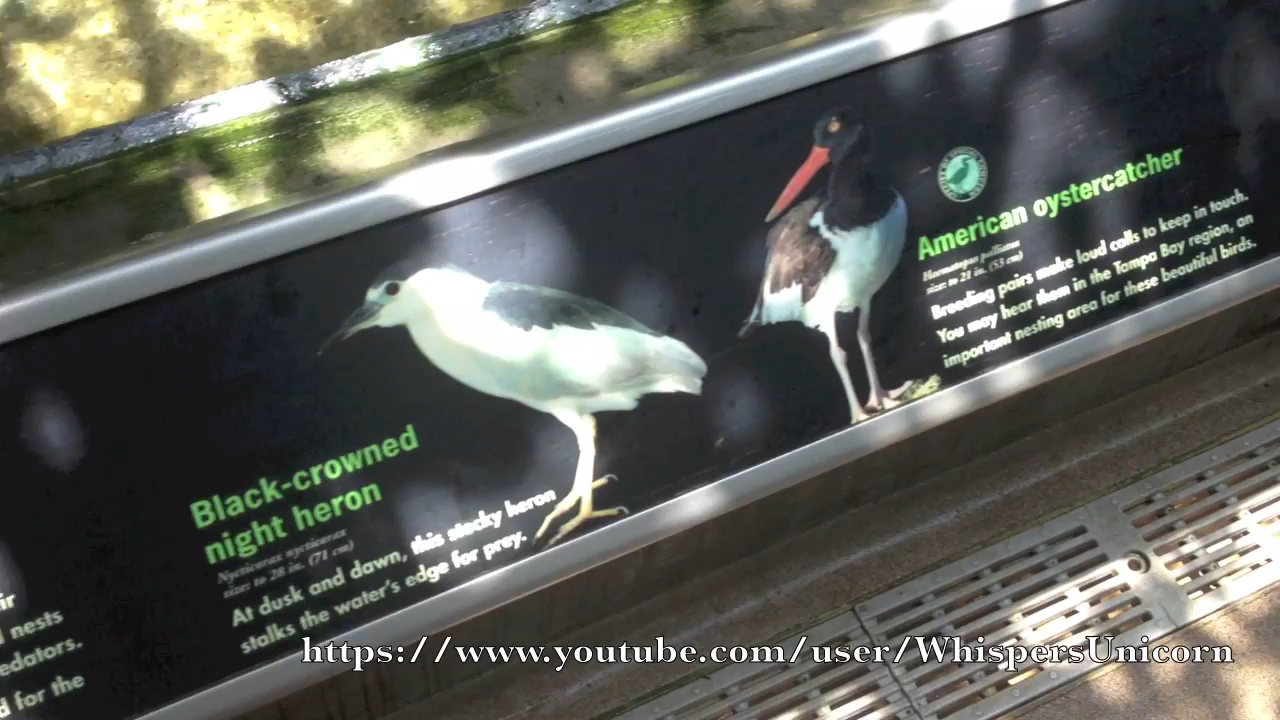 ir
nests
edators.
d for the
Black-crowned
night heron
Nycticorax nycticorax
size: to 28 in. (71 cm)
At dusk and dawn, this stocky heron
stalks the water's edge for prey.
American oystercatcher
Haematopus palliatus
size: to 21 in. (53 cm)
Breeding pairs make loud calls to keep in touch.
You may hear them in the Tampa Bay region, an
important nesting area for these beautiful birds.
https://www.youtube.com/user/WhispersUnicorn